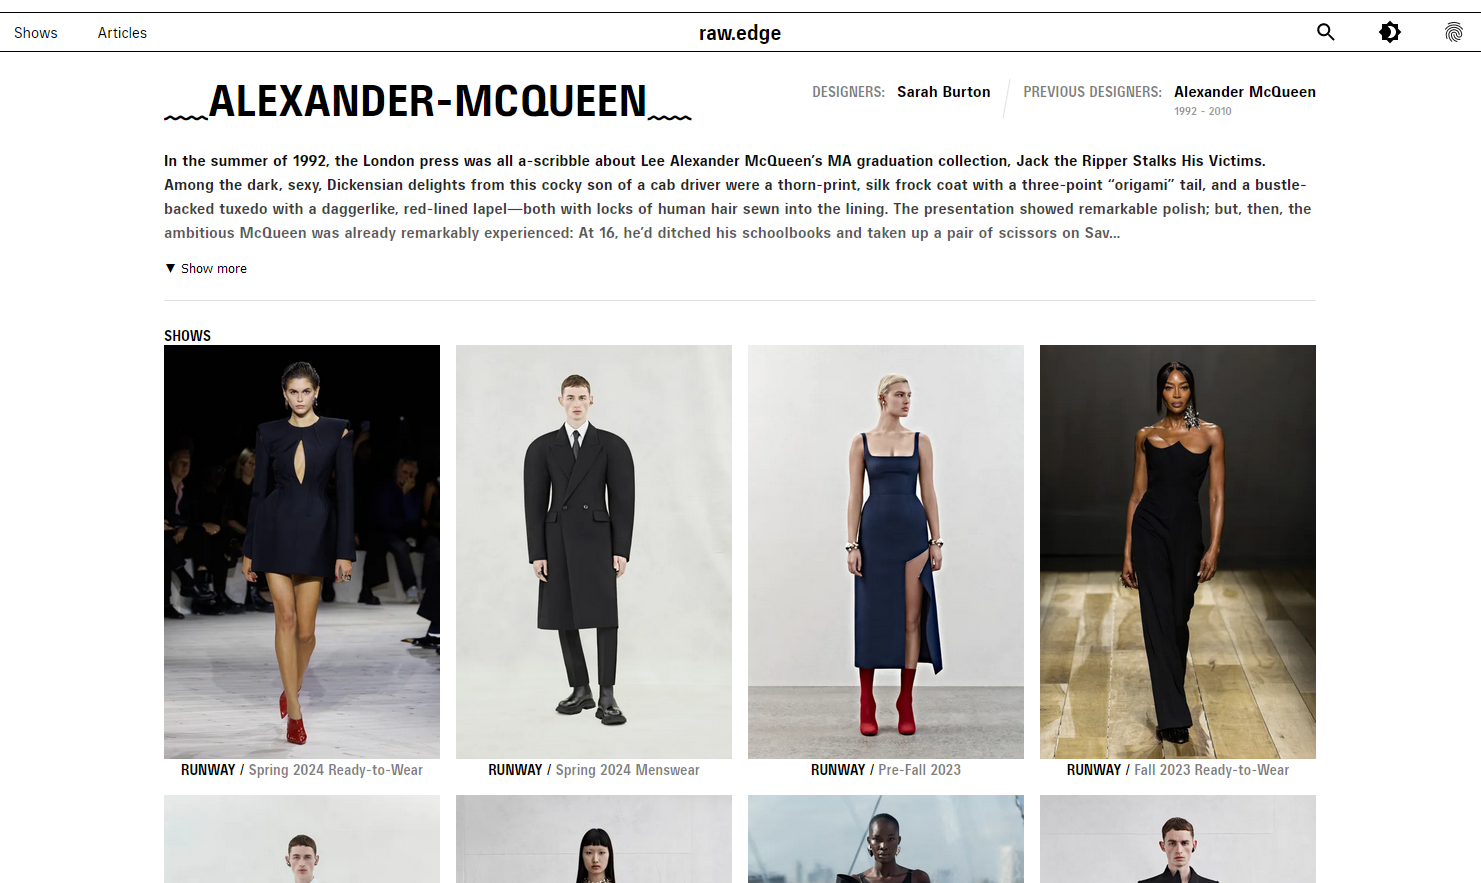 Shows Articles raw.edge
ALEXANDER-MCQUEEN
DESIGNERS: Sarah Burton PREVIOUS DESIGNERS: Alexander McQueen
1992 - 2010
In the summer of 1992, the London press was all a-scribble about Lee Alexander McQueen’s MA graduation collection, Jack the Ripper Stalks His Victims.
Among the dark, sexy, Dickensian delights from this cocky son of a cab driver were a thorn-print, silk frock coat with a three-point “origami” tail, and a bustle-
backed tuxedo with a daggerlike, red-lined lapel—both with locks of human hair sewn into the lining. The presentation showed remarkable polish; but, then, the
ambitious McQueen was already remarkably experienced: At 16, he’d ditched his schoolbooks and taken up a pair of scissors on Sav...
▼ Show more
SHOWS
RUNWAY / Spring 2024 Ready-to-Wear
RUNWAY / Spring 2024 Menswear
RUNWAY / Pre-Fall 2023
RUNWAY / Fall 2023 Ready-to-Wear